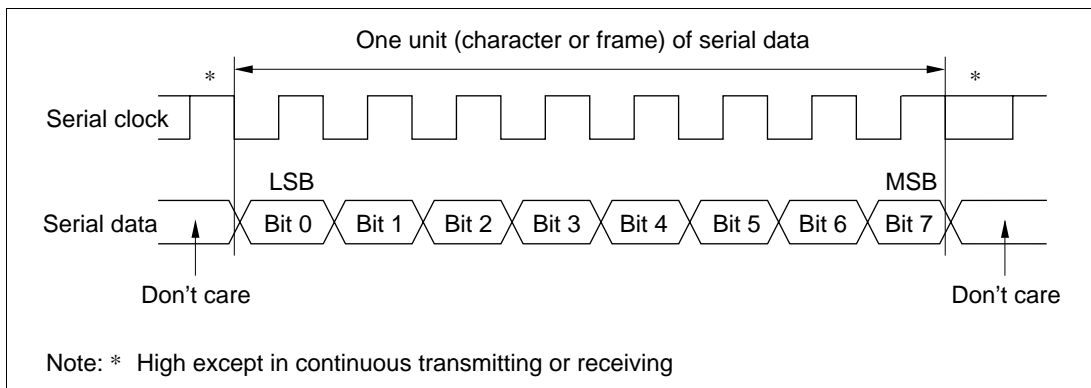 One unit (character or frame) of serial data
* *
Serial clock
LSB MSB
Serial data Bit 0 Bit 1 Bit 2 Bit 3 Bit 4 Bit 5 Bit 6 Bit 7
Don't care Don't care
Note: * High except in continuous transmitting or receiving